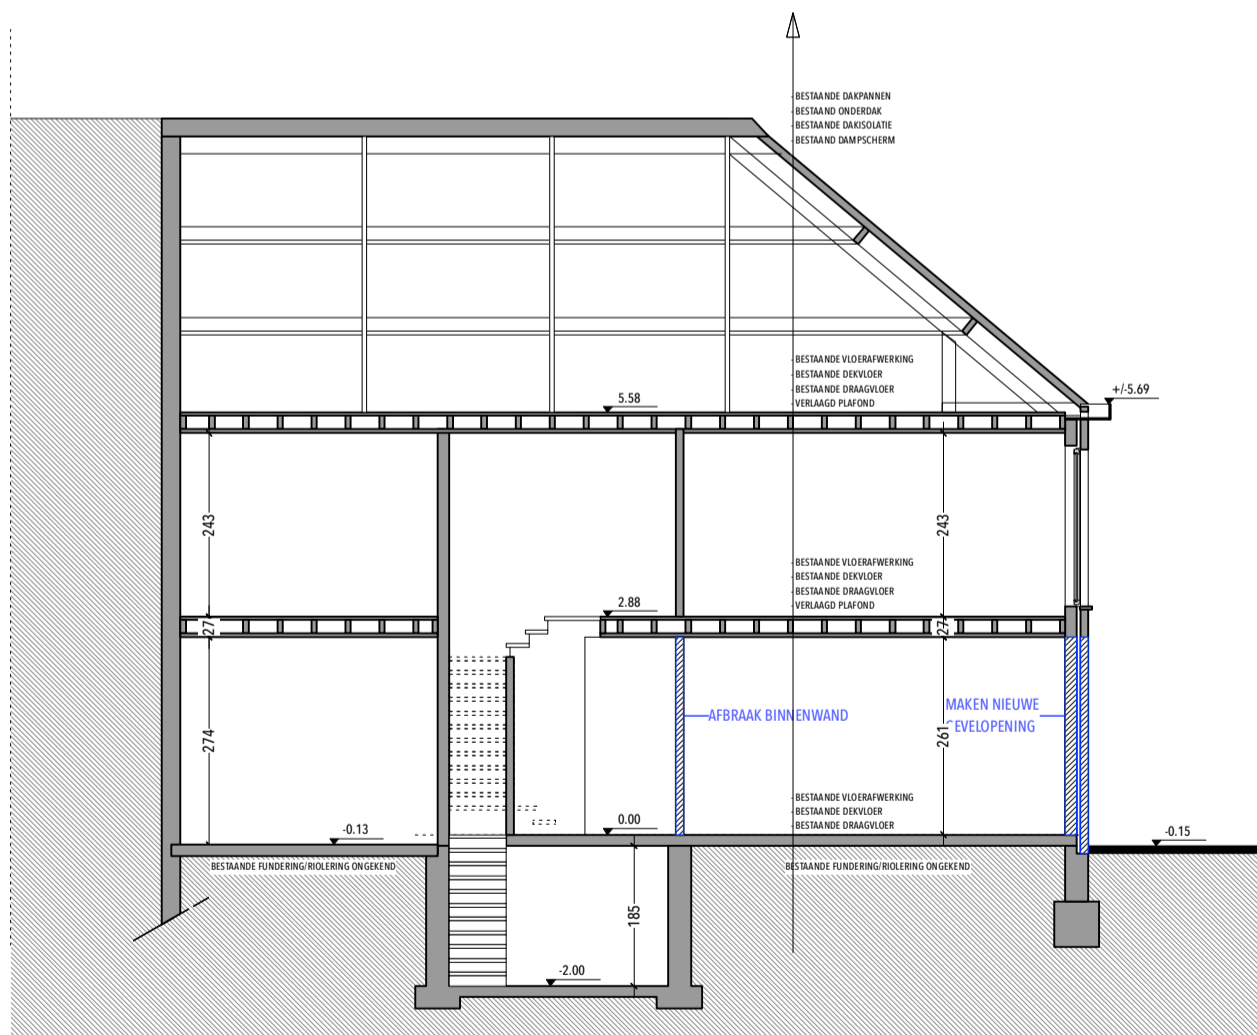 BESTAANDE DAKPANNEN
BESTAAND ONDERDAK
BESTAANDE DAKISOLATIE
BESTAAND DAMPSCHERM
BESTAANDE VLOERAFWERKING
BESTAANDE DEKVLOER
BESTAANDE DRAAGVLOER
VERLAAGD PLAFOND
5.58
+/-5.69
243
243
BESTAANDE VLOERAFWERKING
BESTAANDE DEKVLOER
BESTAANDE DRAAGVLOER
VERLAAGD PLAFOND
2.88
27
27
AFBRAAK BINNENWAND
MAKEN NIEUWE
GEVELOPENING
274
261
BESTAANDE VLOERAFWERKING
BESTAANDE DEKVLOER
BESTAANDE DRAAGVLOER
-0.13
0.00
-0.15
BESTAANDE FUNDERING/RIOLERING ONGEKEND
BESTAANDE FUNDERING/RIOLERING ONGEKEND
185
-2.00